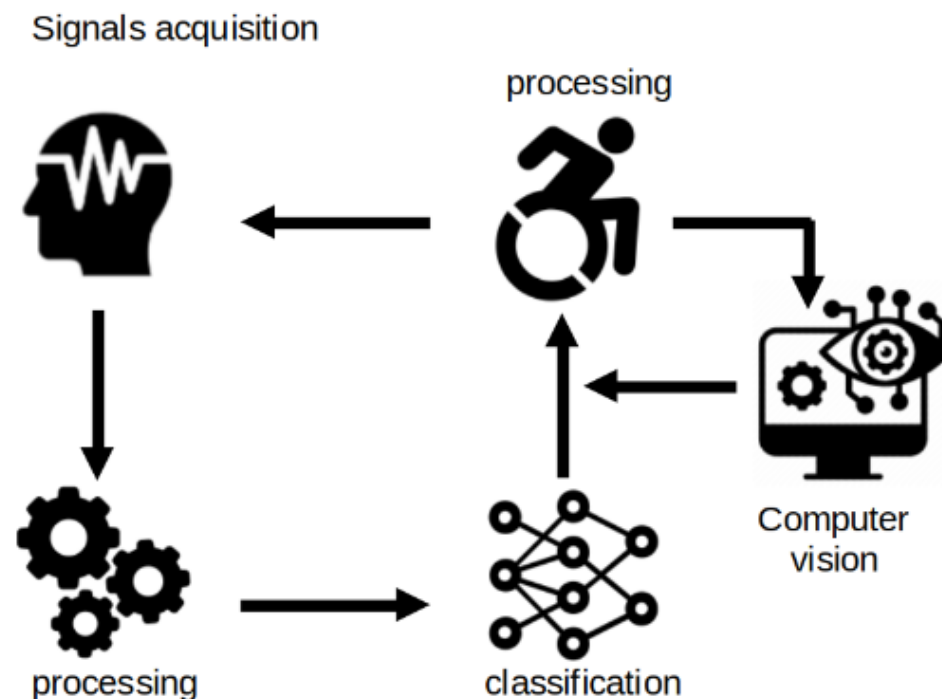 Signals acquisition
processing
Computer
vision
processing
classification